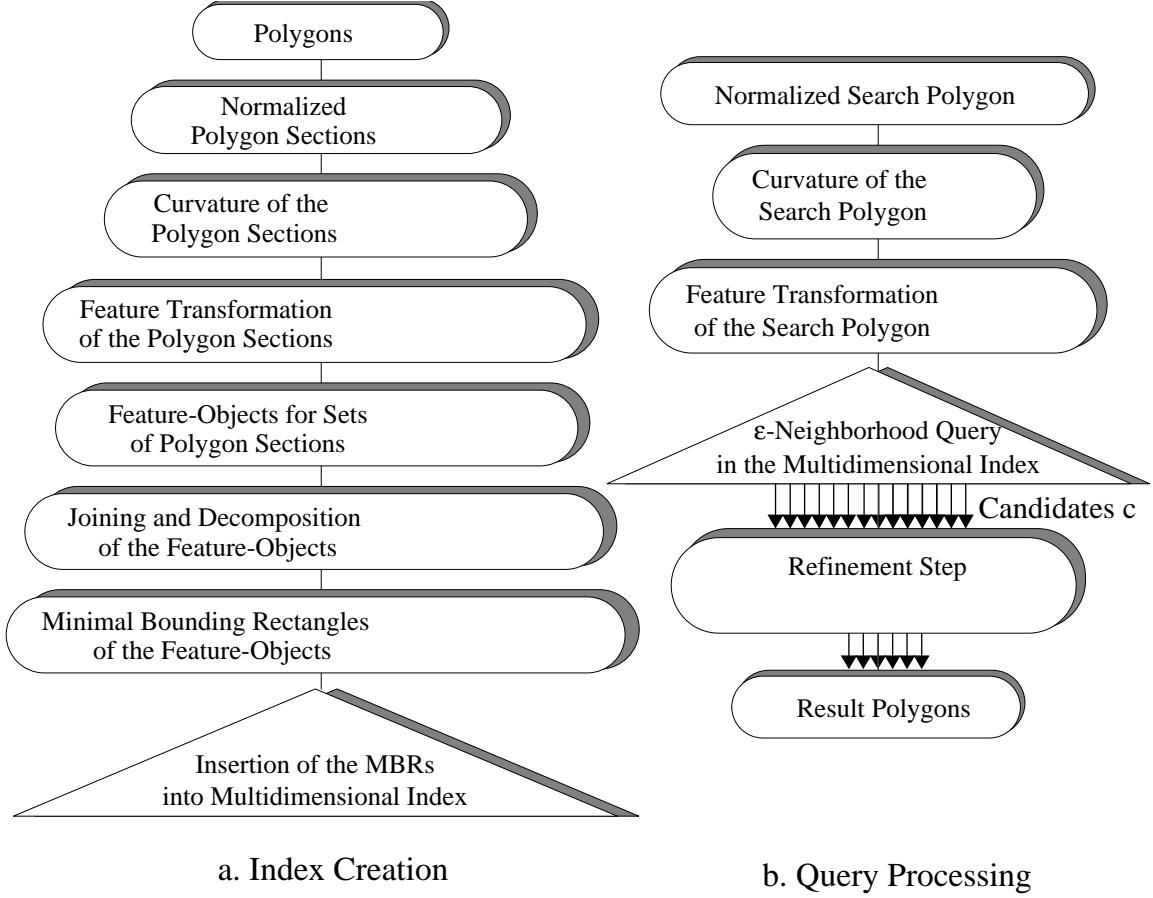 Polygons
Normalized
Polygon Sections
Curvature of the
Polygon Sections
Feature Transformation
of the Polygon Sections
Feature-Objects for Sets
of Polygon Sections
Joining and Decomposition
of the Feature-Objects
Minimal Bounding Rectangles
of the Feature-Objects
Insertion of the MBRs
into Multidimensional Index
a. Index Creation
Normalized Search Polygon
Curvature of the
Search Polygon
Feature Transformation
of the Search Polygon
ε-Neighborhood Query
in the Multidimensional Index
Candidates c
Refinement Step
Result Polygons
b. Query Processing